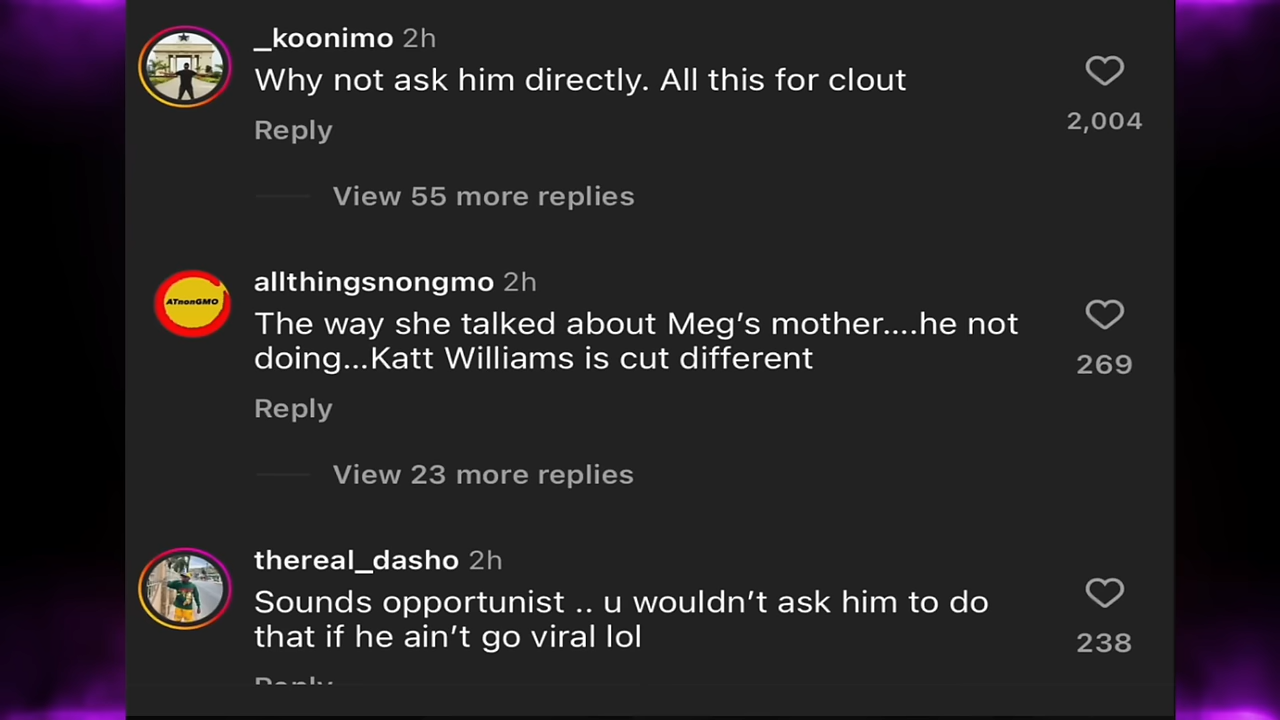 _koonimo 2h
Why not ask him directly. All this for clout
2,004
Reply
View 55 more replies
ATnonGMO
allthingsnongmo 2h
The way she talked about Meg's mother....he not
doing...Katt Williams is cut different
269
Reply
View 23 more replies
thereal_dasho 2h
Sounds opportunist .. u wouldn't ask him to do
that if he ain't go viral lol
238
Reply